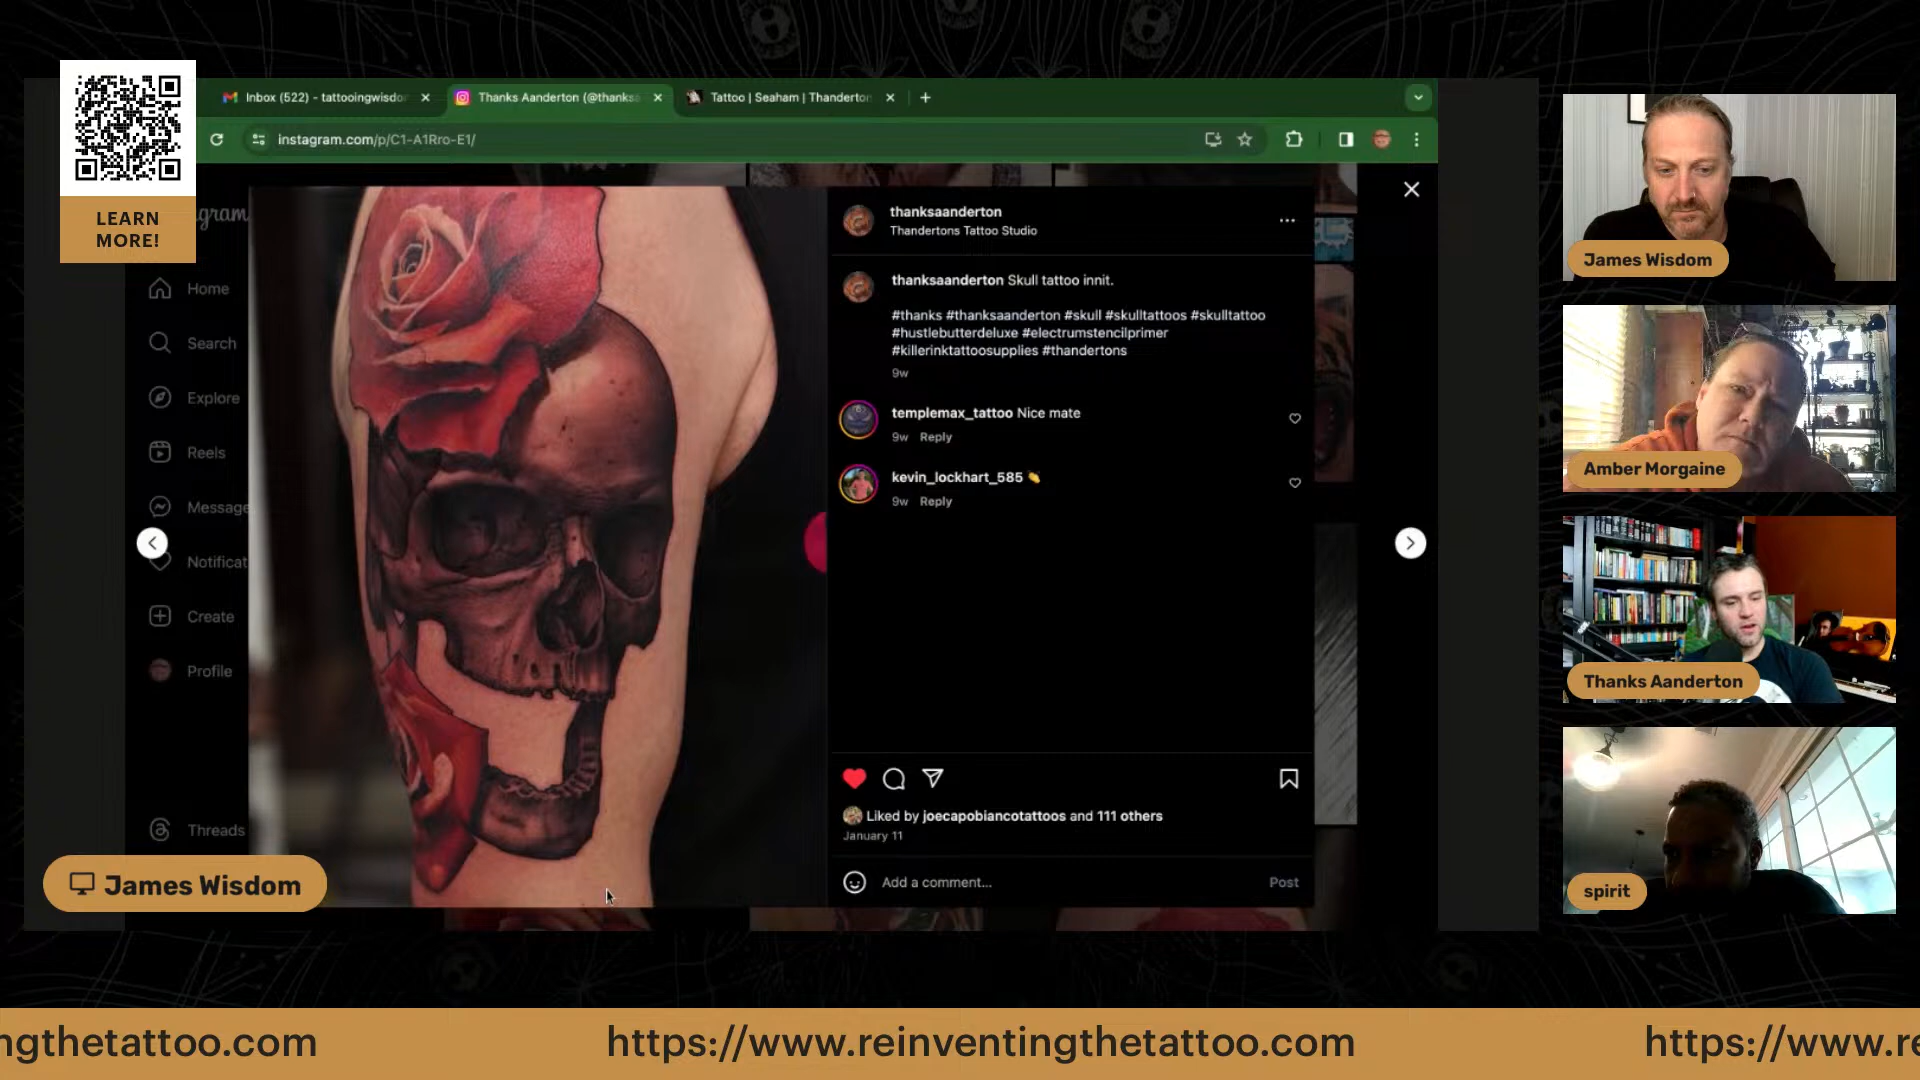 LEARN
MORE!
Inbox (522) - tattooingwisdo
Thanks Aanderton (@thanks
Tattoo | Seaham | Thanderton
instagram.com/p/C1-A1Rro-E1/
gram
Home
Search
Explore
Reels
Message
Notificat
Create
Profile
Threads
thanksaanderton
Thandertons Tattoo Studio
thanksaanderton Skull tattoo innit.
#thanks #thanksaanderton #skull #skulltattoos #skulltattoo
#hustlebutterdeluxe #electrumstencilprimer
#killerinktattoosupplies #thandertons
9w
templemax_tattoo Nice mate
9w Reply
kevin_lockhart_585 👏
9w Reply
Liked by joecapobiancotattoos and 111 others
January 11
Add a comment...
Post
James Wisdom
James Wisdom
Amber Morgaine
Thanks Aanderton
spirit
ngthetattoo.com https://www.reinventingthetattoo.com https://www.re